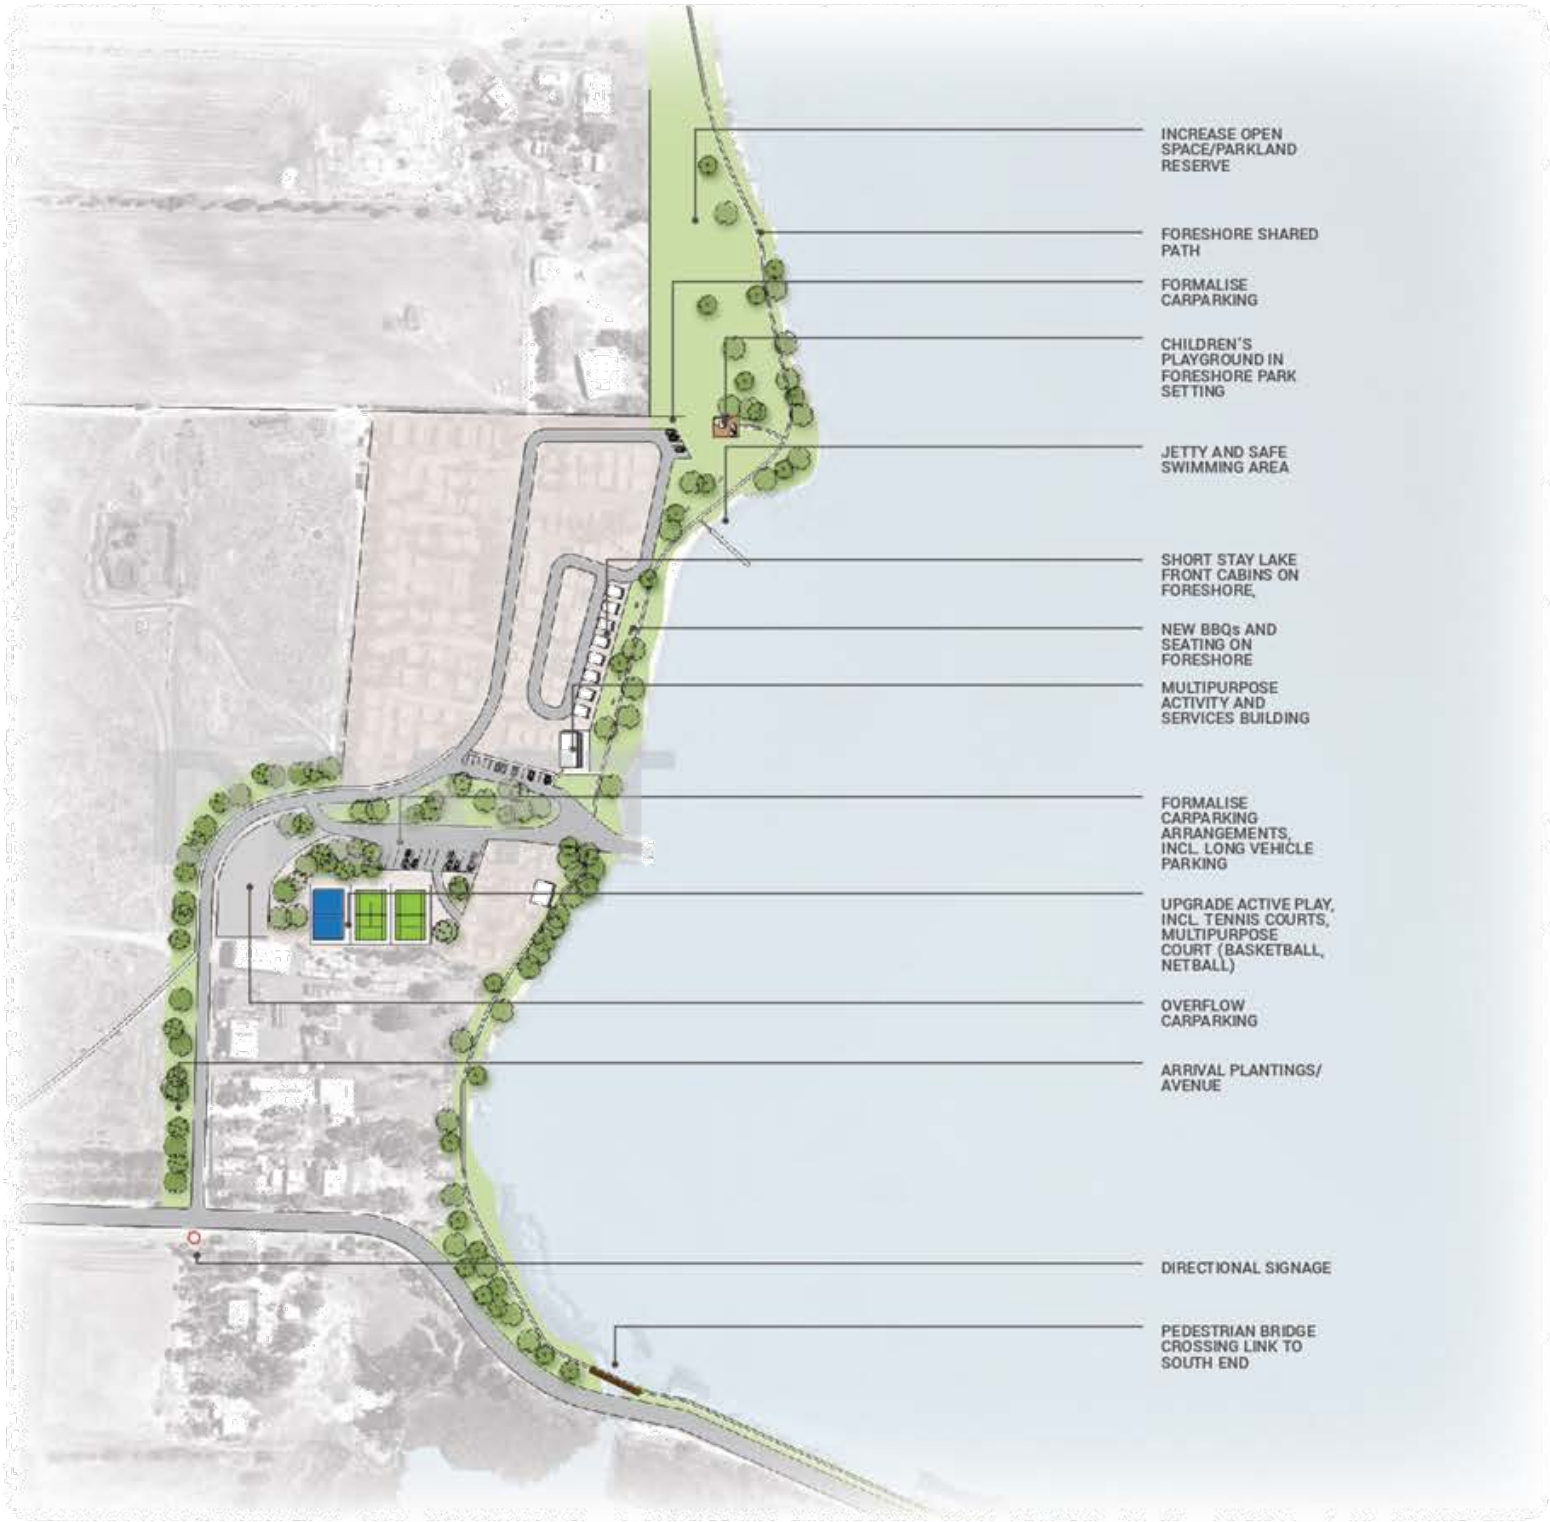 INCREASE OPEN
SPACE/PARKLAND
RESERVE
FORESHORE SHARED
PATH
FORMALISE
CARPARKING
CHILDREN'S
PLAYGROUND IN
FORESHORE PARK
SETTING
JETTY AND SAFE
SWIMMING AREA
SHORT STAY LAKE
FRONT CABINS ON
FORESHORE,
NEW BBQs AND
SEATING ON
FORESHORE
MULTIPURPOSE
ACTIVITY AND
SERVICES BUILDING
FORMALISE
CARPARKING
ARRANGEMENTS,
INCL. LONG VEHICLE
PARKING
UPGRADE ACTIVE PLAY,
INCL. TENNIS COURTS,
MULTIPURPOSE
COURT (BASKETBALL,
NETBALL)
OVERFLOW
CARPARKING
ARRIVAL PLANTINGS/
AVENUE
DIRECTIONAL SIGNAGE
PEDESTRIAN BRIDGE
CROSSING LINK TO
SOUTH END